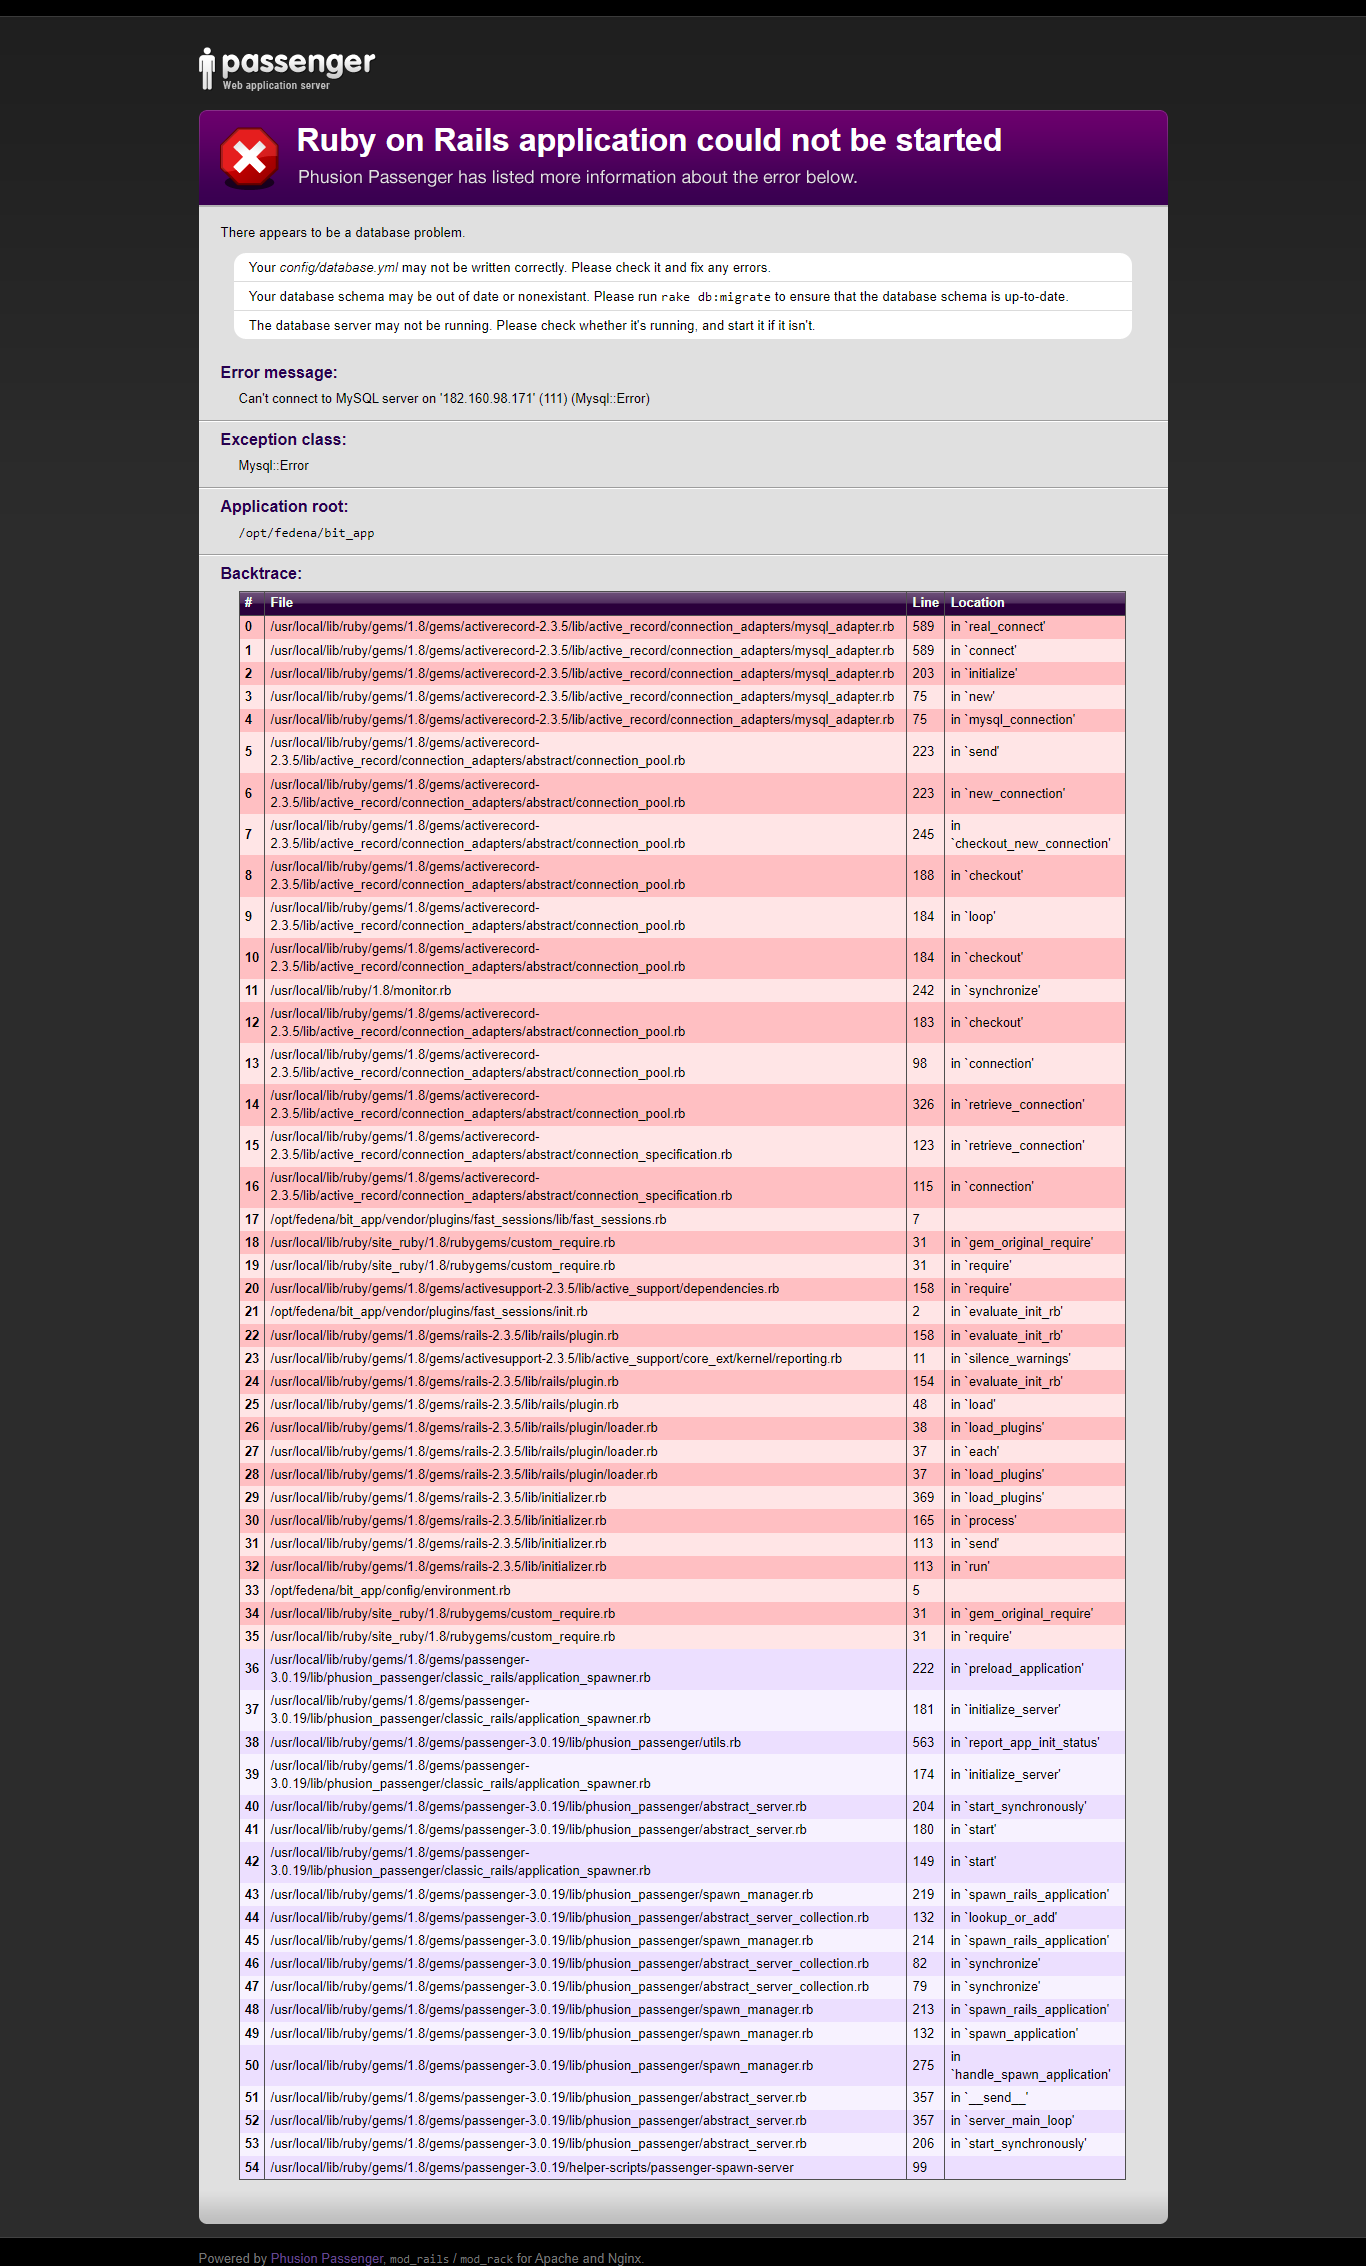 passenger
Web application server
Ruby on Rails application could not be started
Phusion Passenger has listed more information about the error below.
There appears to be a database problem.
Your config/database.yml may not be written correctly. Please check it and fix any errors.
Your database schema may be out of date or nonexistant. Please run rake db:migrate to ensure that the database schema is up-to-date.
The database server may not be running. Please check whether it's running, and start it if it isn't.
Error message:
Can't connect to MySQL server on '182.160.98.171' (111) (Mysql::Error)
Exception class:
Mysql::Error
Application root:
/opt/fedena/bit_app
Backtrace:
# File Line Location
0 /usr/local/lib/ruby/gems/1.8/gems/activerecord-2.3.5/lib/active_record/connection_adapters/mysql_adapter.rb 589 in `real_connect'
1 /usr/local/lib/ruby/gems/1.8/gems/activerecord-2.3.5/lib/active_record/connection_adapters/mysql_adapter.rb 589 in `connect'
2 /usr/local/lib/ruby/gems/1.8/gems/activerecord-2.3.5/lib/active_record/connection_adapters/mysql_adapter.rb 203 in `initialize'
3 /usr/local/lib/ruby/gems/1.8/gems/activerecord-2.3.5/lib/active_record/connection_adapters/mysql_adapter.rb 75 in `new'
4 /usr/local/lib/ruby/gems/1.8/gems/activerecord-2.3.5/lib/active_record/connection_adapters/mysql_adapter.rb 75 in `mysql_connection'
5 /usr/local/lib/ruby/gems/1.8/gems/activerecord-
2.3.5/lib/active_record/connection_adapters/abstract/connection_pool.rb 223 in `send'
6 /usr/local/lib/ruby/gems/1.8/gems/activerecord-
2.3.5/lib/active_record/connection_adapters/abstract/connection_pool.rb 223 in `new_connection'
7 /usr/local/lib/ruby/gems/1.8/gems/activerecord-
2.3.5/lib/active_record/connection_adapters/abstract/connection_pool.rb 245 in
`checkout_new_connection'
8 /usr/local/lib/ruby/gems/1.8/gems/activerecord-
2.3.5/lib/active_record/connection_adapters/abstract/connection_pool.rb 188 in `checkout'
9 /usr/local/lib/ruby/gems/1.8/gems/activerecord-
2.3.5/lib/active_record/connection_adapters/abstract/connection_pool.rb 184 in `loop'
10 /usr/local/lib/ruby/gems/1.8/gems/activerecord-
2.3.5/lib/active_record/connection_adapters/abstract/connection_pool.rb 184 in `checkout'
11 /usr/local/lib/ruby/1.8/monitor.rb 242 in `synchronize'
12 /usr/local/lib/ruby/gems/1.8/gems/activerecord-
2.3.5/lib/active_record/connection_adapters/abstract/connection_pool.rb 183 in `checkout'
13 /usr/local/lib/ruby/gems/1.8/gems/activerecord-
2.3.5/lib/active_record/connection_adapters/abstract/connection_pool.rb 98 in `connection'
14 /usr/local/lib/ruby/gems/1.8/gems/activerecord-
2.3.5/lib/active_record/connection_adapters/abstract/connection_pool.rb 326 in `retrieve_connection'
15 /usr/local/lib/ruby/gems/1.8/gems/activerecord-
2.3.5/lib/active_record/connection_adapters/abstract/connection_specification.rb 123 in `retrieve_connection'
16 /usr/local/lib/ruby/gems/1.8/gems/activerecord-
2.3.5/lib/active_record/connection_adapters/abstract/connection_specification.rb 115 in `connection'
17 /opt/fedena/bit_app/vendor/plugins/fast_sessions/lib/fast_sessions.rb 7
18 /usr/local/lib/ruby/site_ruby/1.8/rubygems/custom_require.rb 31 in `gem_original_require'
19 /usr/local/lib/ruby/site_ruby/1.8/rubygems/custom_require.rb 31 in `require'
20 /usr/local/lib/ruby/gems/1.8/gems/activesupport-2.3.5/lib/active_support/dependencies.rb 158 in `require'
21 /opt/fedena/bit_app/vendor/plugins/fast_sessions/init.rb 2 in `evaluate_init_rb'
22 /usr/local/lib/ruby/gems/1.8/gems/rails-2.3.5/lib/rails/plugin.rb 158 in `evaluate_init_rb'
23 /usr/local/lib/ruby/gems/1.8/gems/activesupport-2.3.5/lib/active_support/core_ext/kernel/reporting.rb 11 in `silence_warnings'
24 /usr/local/lib/ruby/gems/1.8/gems/rails-2.3.5/lib/rails/plugin.rb 154 in `evaluate_init_rb'
25 /usr/local/lib/ruby/gems/1.8/gems/rails-2.3.5/lib/rails/plugin.rb 48 in `load'
26 /usr/local/lib/ruby/gems/1.8/gems/rails-2.3.5/lib/rails/plugin/loader.rb 38 in `load_plugins'
27 /usr/local/lib/ruby/gems/1.8/gems/rails-2.3.5/lib/rails/plugin/loader.rb 37 in `each'
28 /usr/local/lib/ruby/gems/1.8/gems/rails-2.3.5/lib/rails/plugin/loader.rb 37 in `load_plugins'
29 /usr/local/lib/ruby/gems/1.8/gems/rails-2.3.5/lib/initializer.rb 369 in `load_plugins'
30 /usr/local/lib/ruby/gems/1.8/gems/rails-2.3.5/lib/initializer.rb 165 in `process'
31 /usr/local/lib/ruby/gems/1.8/gems/rails-2.3.5/lib/initializer.rb 113 in `send'
32 /usr/local/lib/ruby/gems/1.8/gems/rails-2.3.5/lib/initializer.rb 113 in `run'
33 /opt/fedena/bit_app/config/environment.rb 5
34 /usr/local/lib/ruby/site_ruby/1.8/rubygems/custom_require.rb 31 in `gem_original_require'
35 /usr/local/lib/ruby/site_ruby/1.8/rubygems/custom_require.rb 31 in `require'
36 /usr/local/lib/ruby/gems/1.8/gems/passenger-
3.0.19/lib/phusion_passenger/classic_rails/application_spawner.rb 222 in `preload_application'
37 /usr/local/lib/ruby/gems/1.8/gems/passenger-
3.0.19/lib/phusion_passenger/classic_rails/application_spawner.rb 181 in `initialize_server'
38 /usr/local/lib/ruby/gems/1.8/gems/passenger-3.0.19/lib/phusion_passenger/utils.rb 563 in `report_app_init_status'
39 /usr/local/lib/ruby/gems/1.8/gems/passenger-
3.0.19/lib/phusion_passenger/classic_rails/application_spawner.rb 174 in `initialize_server'
40 /usr/local/lib/ruby/gems/1.8/gems/passenger-3.0.19/lib/phusion_passenger/abstract_server.rb 204 in `start_synchronously'
41 /usr/local/lib/ruby/gems/1.8/gems/passenger-3.0.19/lib/phusion_passenger/abstract_server.rb 180 in `start'
42 /usr/local/lib/ruby/gems/1.8/gems/passenger-
3.0.19/lib/phusion_passenger/classic_rails/application_spawner.rb 149 in `start'
43 /usr/local/lib/ruby/gems/1.8/gems/passenger-3.0.19/lib/phusion_passenger/spawn_manager.rb 219 in `spawn_rails_application'
44 /usr/local/lib/ruby/gems/1.8/gems/passenger-3.0.19/lib/phusion_passenger/abstract_server_collection.rb 132 in `lookup_or_add'
45 /usr/local/lib/ruby/gems/1.8/gems/passenger-3.0.19/lib/phusion_passenger/spawn_manager.rb 214 in `spawn_rails_application'
46 /usr/local/lib/ruby/gems/1.8/gems/passenger-3.0.19/lib/phusion_passenger/abstract_server_collection.rb 82 in `synchronize'
47 /usr/local/lib/ruby/gems/1.8/gems/passenger-3.0.19/lib/phusion_passenger/abstract_server_collection.rb 79 in `synchronize'
48 /usr/local/lib/ruby/gems/1.8/gems/passenger-3.0.19/lib/phusion_passenger/spawn_manager.rb 213 in `spawn_rails_application'
49 /usr/local/lib/ruby/gems/1.8/gems/passenger-3.0.19/lib/phusion_passenger/spawn_manager.rb 132 in `spawn_application'
50 /usr/local/lib/ruby/gems/1.8/gems/passenger-3.0.19/lib/phusion_passenger/spawn_manager.rb 275 in
`handle_spawn_application'
51 /usr/local/lib/ruby/gems/1.8/gems/passenger-3.0.19/lib/phusion_passenger/abstract_server.rb 357 in `__send__'
52 /usr/local/lib/ruby/gems/1.8/gems/passenger-3.0.19/lib/phusion_passenger/abstract_server.rb 357 in `server_main_loop'
53 /usr/local/lib/ruby/gems/1.8/gems/passenger-3.0.19/lib/phusion_passenger/abstract_server.rb 206 in `start_synchronously'
54 /usr/local/lib/ruby/gems/1.8/gems/passenger-3.0.19/helper-scripts/passenger-spawn-server 99
Powered by Phusion Passenger, mod_rails / mod_rack for Apache and Nginx.